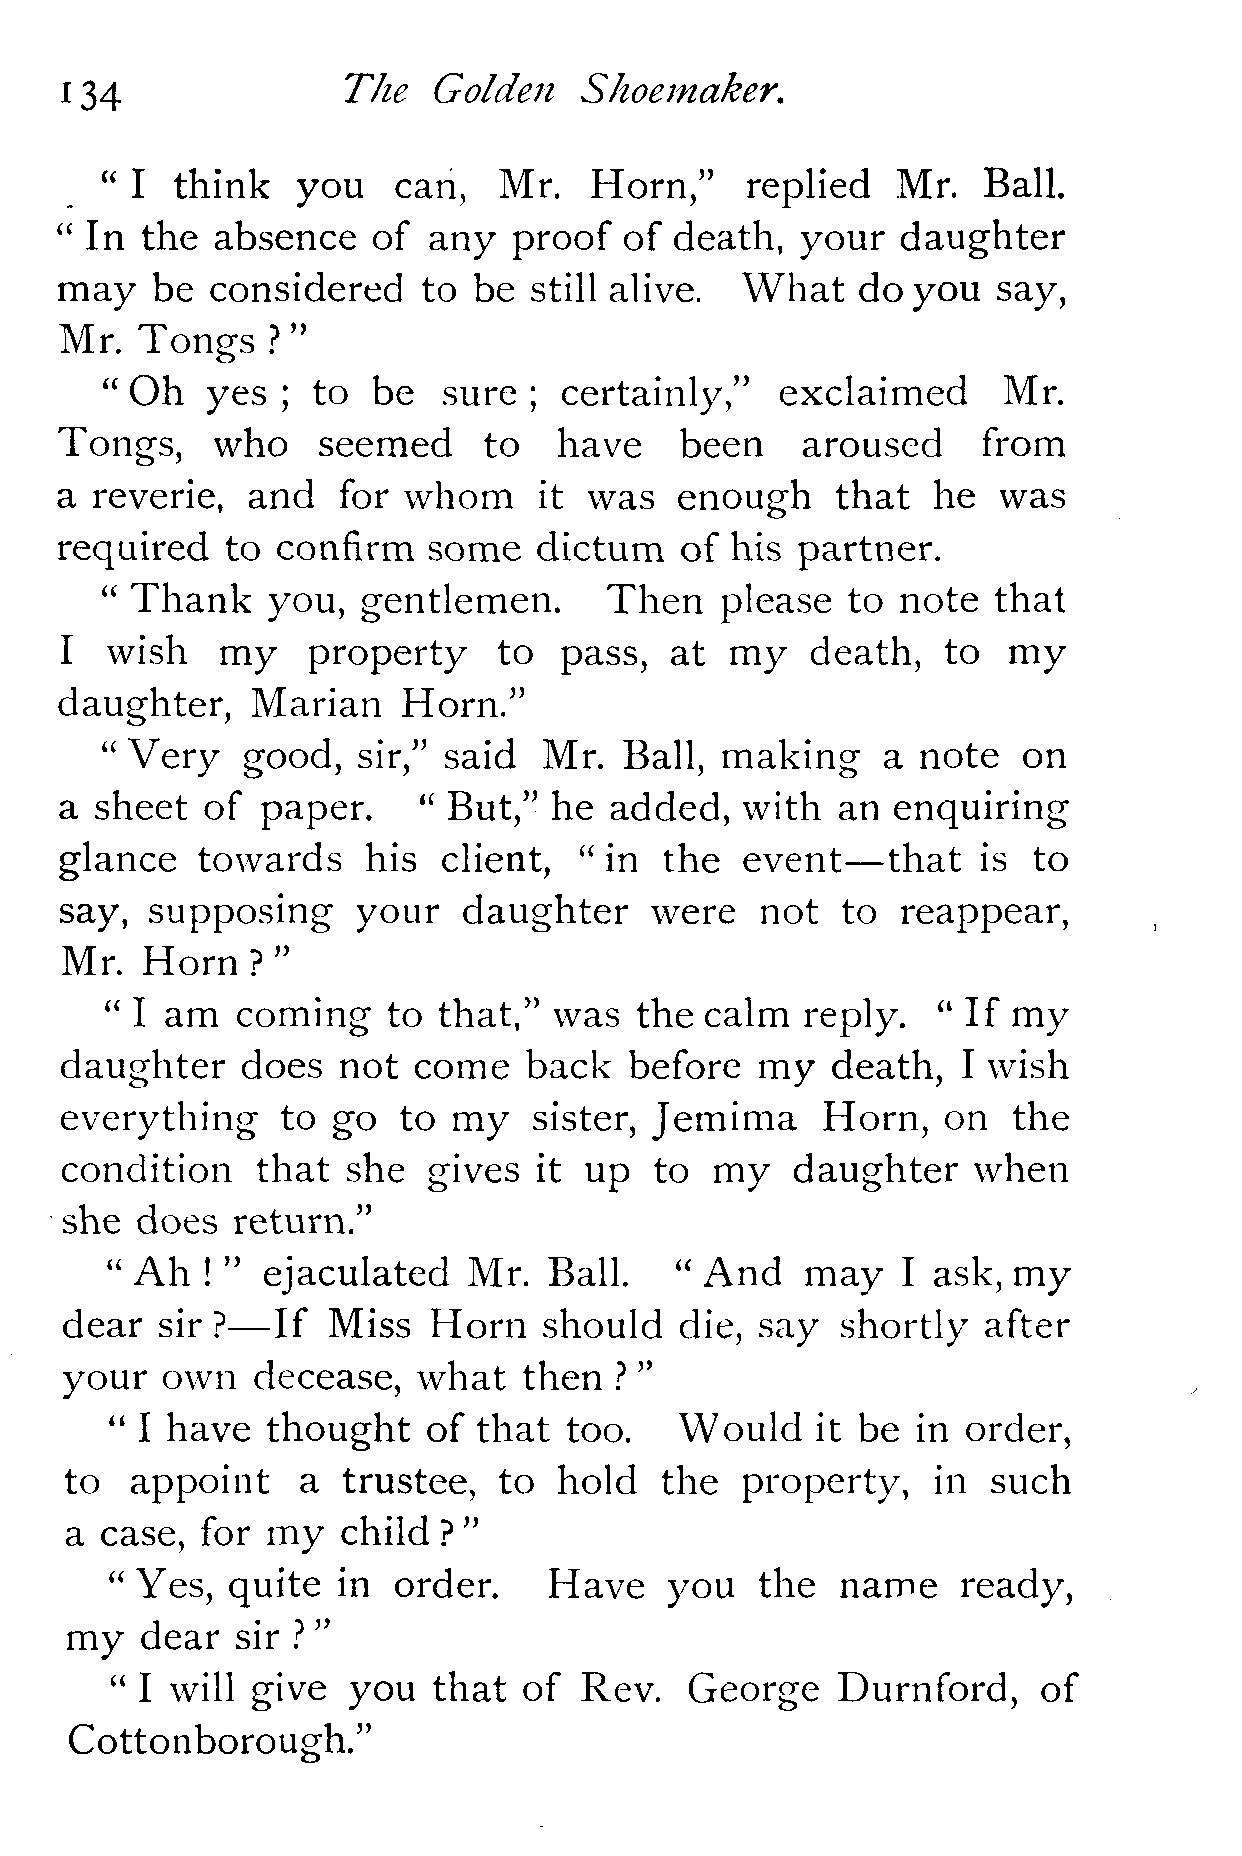 134 The Golden Shoemaker.
“ I think you can, Mr. Horn,” replied Mr. Ball.
“ In the absence of any proof of death, your daughter
may be considered to be still alive. What do you say,
Mr. Tongs ? ”
“ Oh yes ; to be sure ; certainly,” exclaimed Mr.
Tongs, who seemed to have been aroused from
a reverie, and for whom it was enough that he was
required to confirm some dictum of his partner.
“ Thank you, gentlemen. Then please to note that
I wish my property to pass, at my death, to my
daughter, Marian Horn.”
“ Very good, sir,” said Mr. Ball, making a note on
a sheet of paper. “ But,” he added, with an enquiring
glance towards his client, “ in the event—that is to
say, supposing your daughter were not to reappear,
Mr. Horn ? ”
“ I am coming to that,” was the calm reply. “ If my
daughter does not come back before my death, I wish
everything to go to my sister, Jemima Horn, on the
condition that she gives it up to my daughter when
she does return.”
“ Ah ! ” ejaculated Mr. Ball. “ And may I ask, my
dear sir ?—If Miss Horn should die, say shortly after
your own decease, what then ? ”
“ I have thought of that too. Would it be in order,
to appoint a trustee, to hold the property, in such
a case, for my child ? ”
“ Yes, quite in order. Have you the name ready,
my dear sir ? ”
“ I will give you that of Rev. George Durnford, of
Cottonborough.”